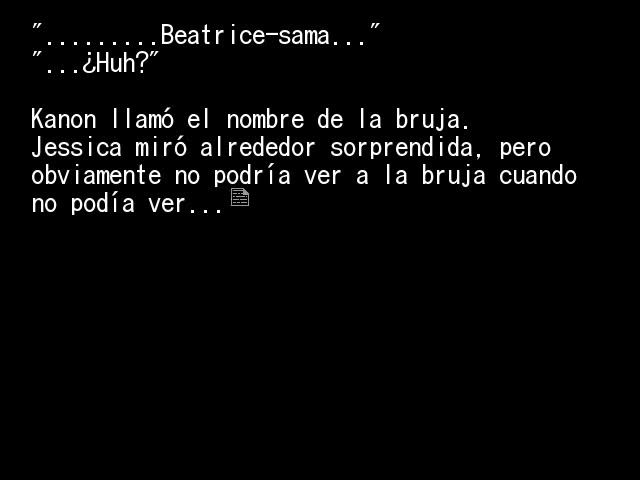 ".........Beatrice-sama..."
"...¿Huh?"
Kanon llamó el nombre de la bruja.
Jessica miró alrededor sorprendida, pero
obviamente no podría ver a la bruja cuando
no podía ver...